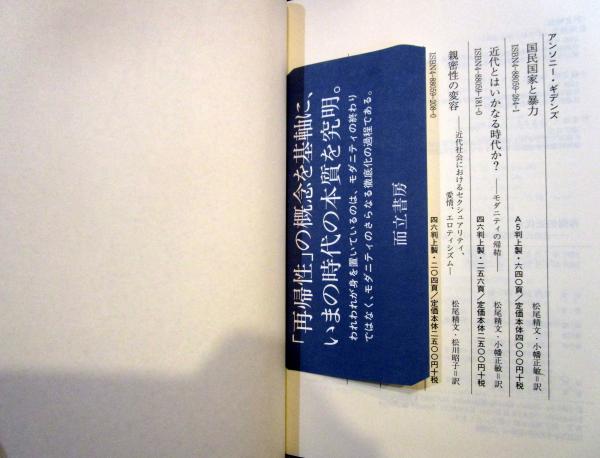 アンソニー・ギデンズ
国民国家と暴力
松尾精文・小幡正敏＝訳
ISBN4-88059-264-1
A5判上製・六四〇頁／定価本体四〇〇〇円十税
近代とはいかなる時代か？
――モダニティの帰結――
松尾精文・小幡正敏＝訳
ISBN4-88059-181-0
四六判上製・二五六頁／定価本体二五〇〇円十税
親密性の変容
――近代社会におけるセクシュアリティ、
愛情、エロティシズム――
松尾精文・松川昭子＝訳
ISBN4-88059-208-0
四六判上製・二〇四頁／定価本体二五〇〇円十税
「再帰性」の概念を基軸に、
いまの時代の本質を究明。
われわれが身を置いているのは、モダニティの終わり
ではなく、モダニティのさらなる徹底化の過程である。
而立書房